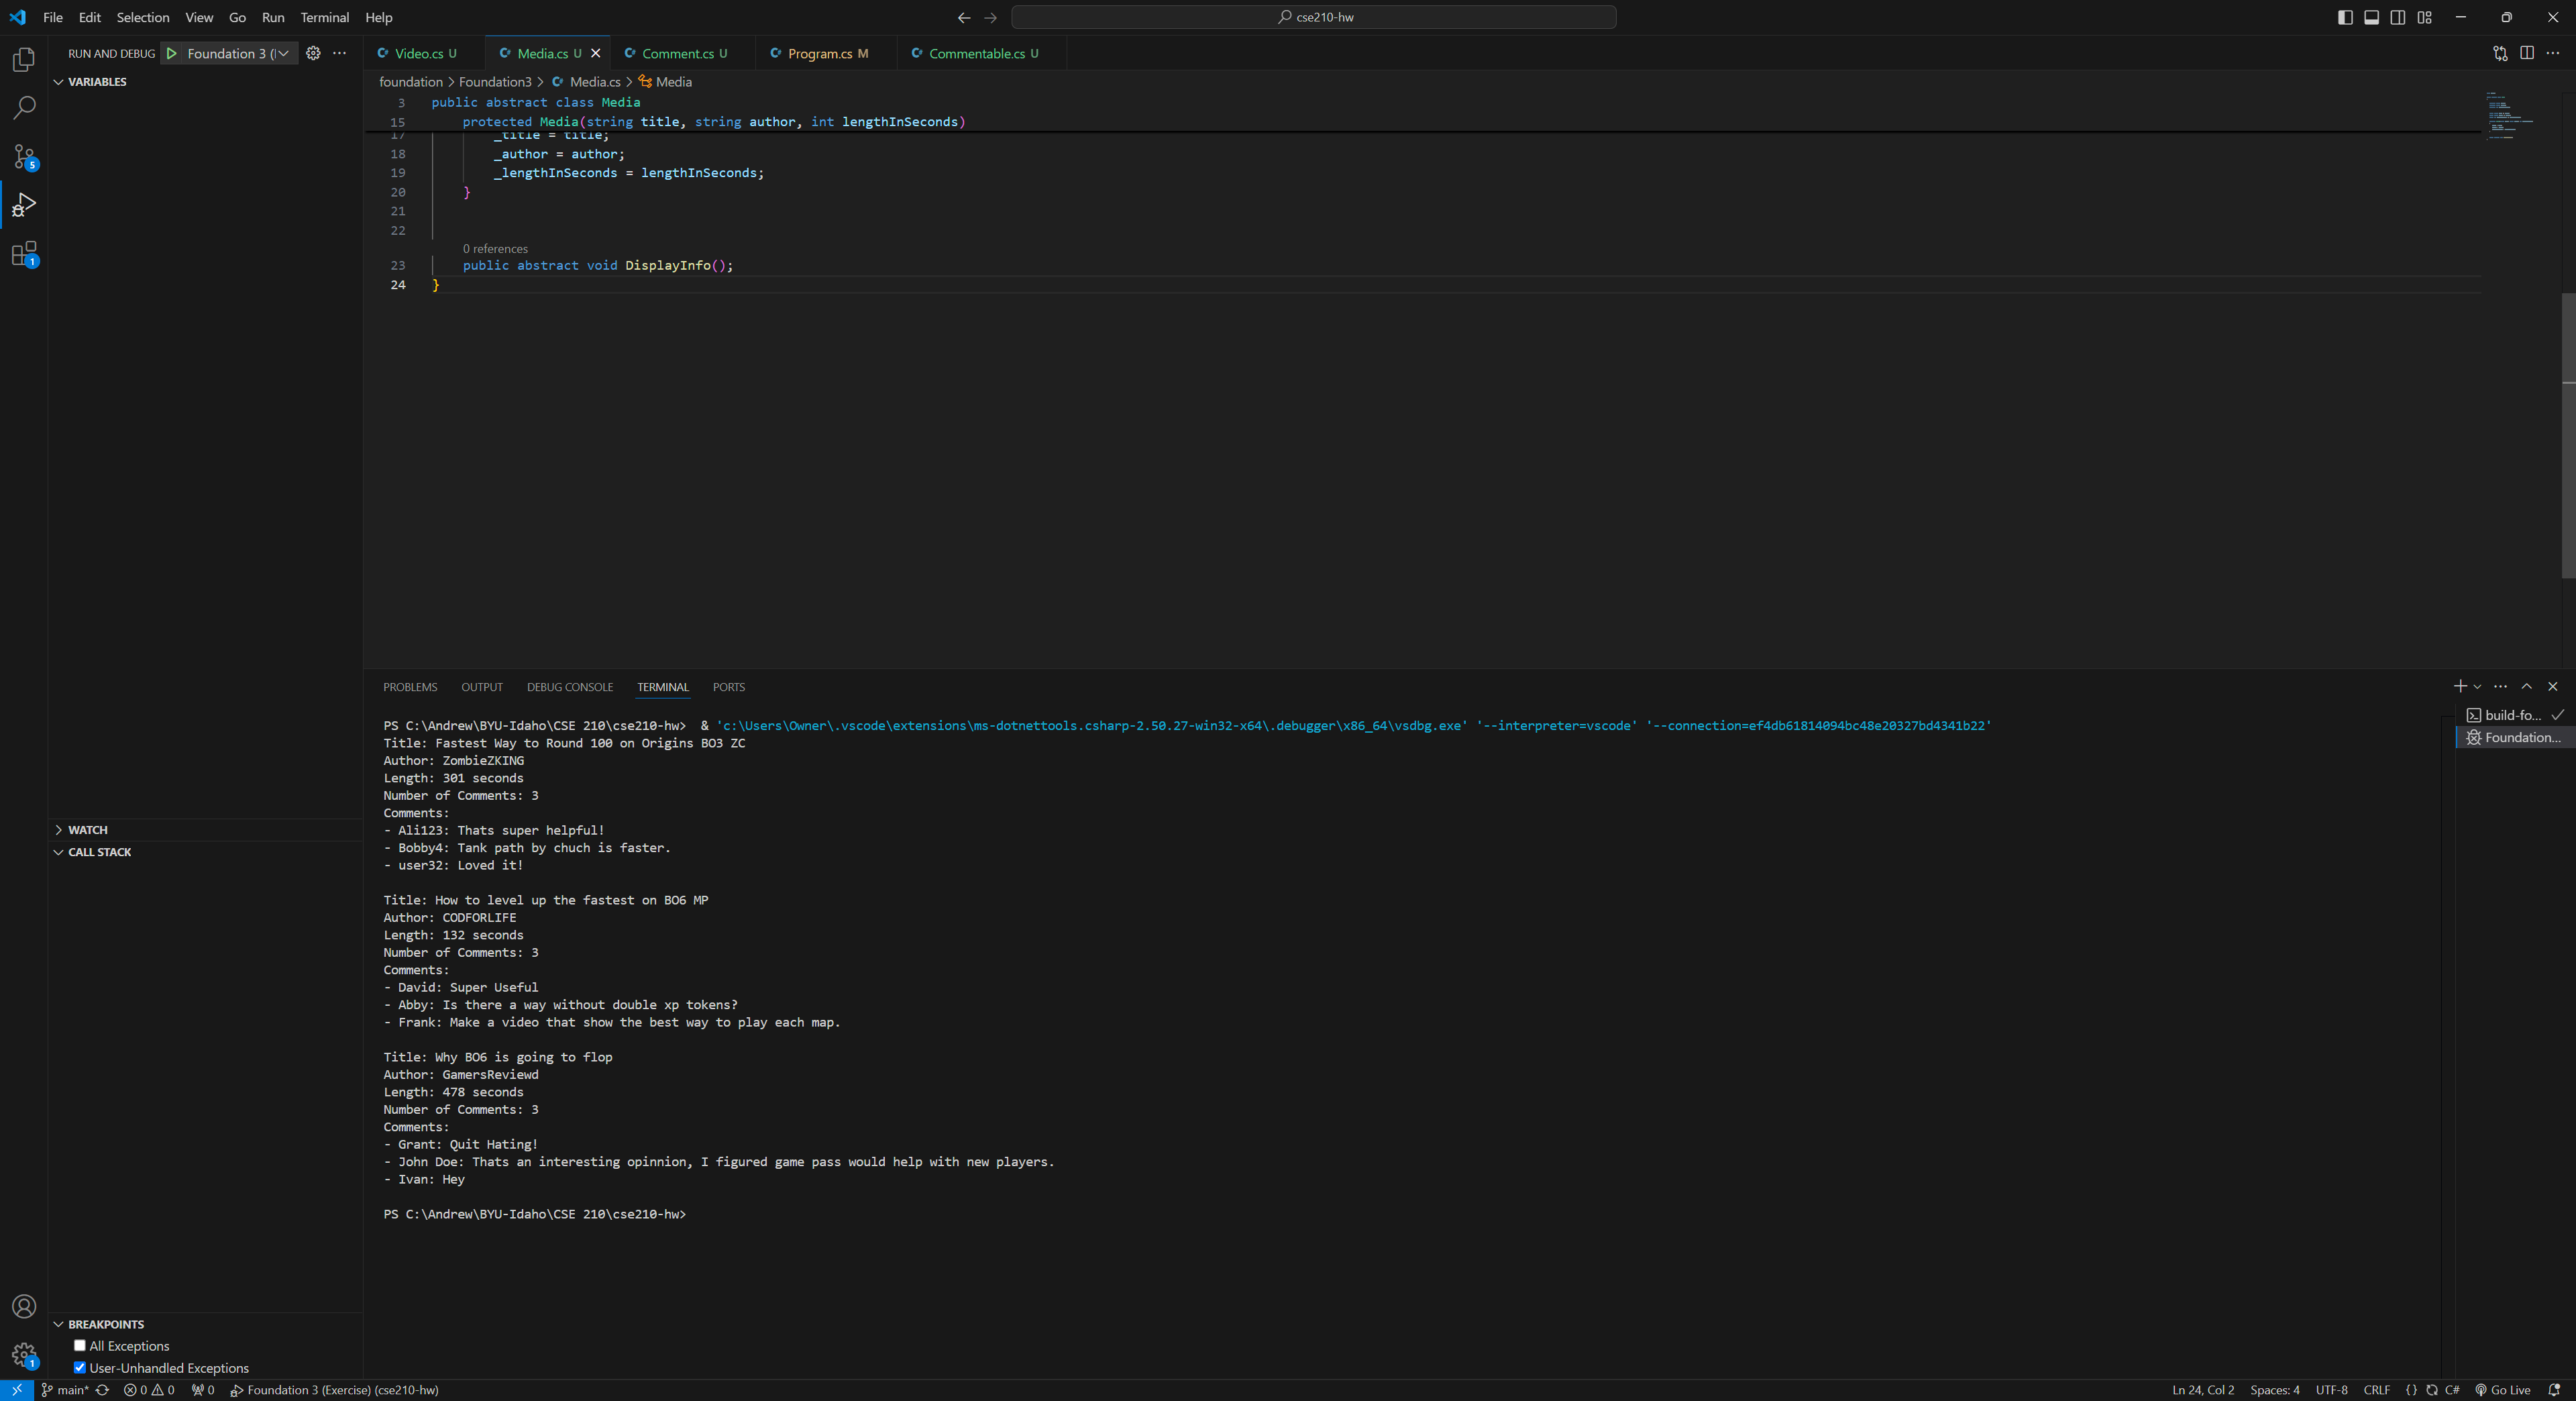 File Edit Selection View Go Run Terminal Help
cse210-hw
RUN AND DEBUG Foundation 3 (
Video.cs U Media.cs U Comment.cs U Program.cs M Commentable.cs U
VARIABLES
foundation > Foundation3 > Media.cs > Media
3 public abstract class Media
15 protected Media(string title, string author, int lengthInSeconds)
17 _title = title;
18 _author = author;
19 _lengthInSeconds = lengthInSeconds;
20 }
21
22
0 references
23 public abstract void DisplayInfo();
24 }
5
1
PROBLEMS OUTPUT DEBUG CONSOLE TERMINAL PORTS
PS C:\Andrew\BYU-Idaho\CSE 210\cse210-hw> & 'c:\Users\Owner\.vscode\extensions\ms-dotnettools.csharp-2.50.27-win32-x64\.debugger\x86_64\vsdbg.exe' '--interpreter=vscode' '--connection=ef4db61814094bc48e20327bd4341b22'
Title: Fastest Way to Round 100 on Origins BO3 ZC
Author: ZombieZKING
Length: 301 seconds
Number of Comments: 3
Comments:
- Ali123: Thats super helpful!
- Bobby4: Tank path by chuch is faster.
- user32: Loved it!
Title: How to level up the fastest on BO6 MP
Author: CODFORLIFE
Length: 132 seconds
Number of Comments: 3
Comments:
- David: Super Useful
- Abby: Is there a way without double xp tokens?
- Frank: Make a video that show the best way to play each map.
Title: Why BO6 is going to flop
Author: GamersReviewd
Length: 478 seconds
Number of Comments: 3
Comments:
- Grant: Quit Hating!
- John Doe: Thats an interesting opinnion, I figured game pass would help with new players.
- Ivan: Hey
PS C:\Andrew\BYU-Idaho\CSE 210\cse210-hw>
build-fo...
Foundation...
WATCH
CALL STACK
BREAKPOINTS
All Exceptions
User-Unhandled Exceptions
1
main* 0 0 0 Foundation 3 (Exercise) (cse210-hw) Ln 24, Col 2 Spaces: 4 UTF-8 CRLF {} C# Go Live